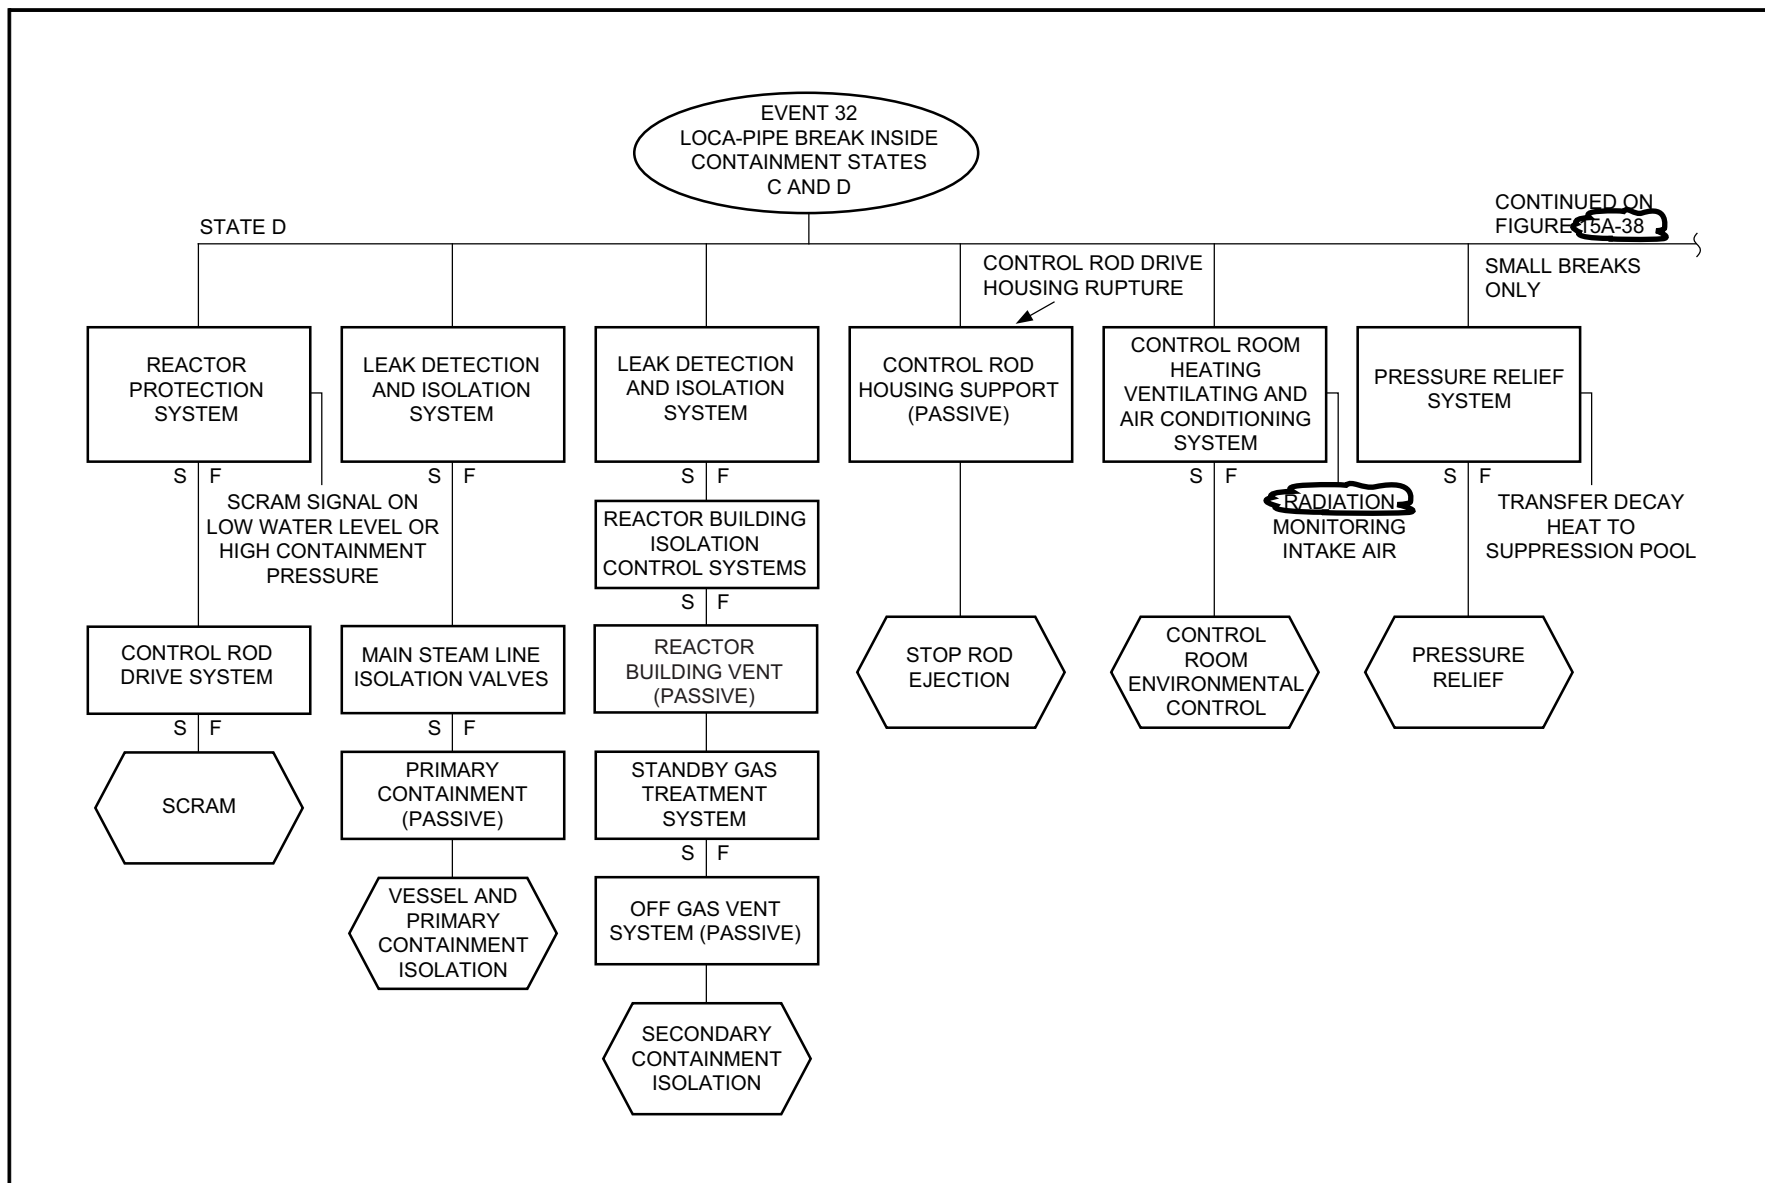 EVENT 32
LOCA-PIPE BREAK INSIDE
CONTAINMENT STATES
C AND D
STATE D
CONTINUED ON
FIGURE 15A-38
CONTROL ROD DRIVE
HOUSING RUPTURE
SMALL BREAKS
ONLY
REACTOR
PROTECTION
SYSTEM
LEAK DETECTION
AND ISOLATION
SYSTEM
LEAK DETECTION
AND ISOLATION
SYSTEM
CONTROL ROD
HOUSING SUPPORT
(PASSIVE)
CONTROL ROOM
HEATING
VENTILATING AND
AIR CONDITIONING
SYSTEM
PRESSURE RELIEF
SYSTEM
S F
S F
S F
S F
S F
SCRAM SIGNAL ON
LOW WATER LEVEL OR
HIGH CONTAINMENT
PRESSURE
REACTOR BUILDING
ISOLATION
CONTROL SYSTEMS
RADIATION
MONITORING
INTAKE AIR
TRANSFER DECAY
HEAT TO
SUPPRESSION POOL
S F
CONTROL ROD
DRIVE SYSTEM
MAIN STEAM LINE
ISOLATION VALVES
REACTOR
BUILDING VENT
(PASSIVE)
STOP ROD
EJECTION
CONTROL
ROOM
ENVIRONMENTAL
CONTROL
PRESSURE
RELIEF
S F
S F
SCRAM
PRIMARY
CONTAINMENT
(PASSIVE)
STANDBY GAS
TREATMENT
SYSTEM
S F
VESSEL AND
PRIMARY
CONTAINMENT
ISOLATION
OFF GAS VENT
SYSTEM (PASSIVE)
SECONDARY
CONTAINMENT
ISOLATION